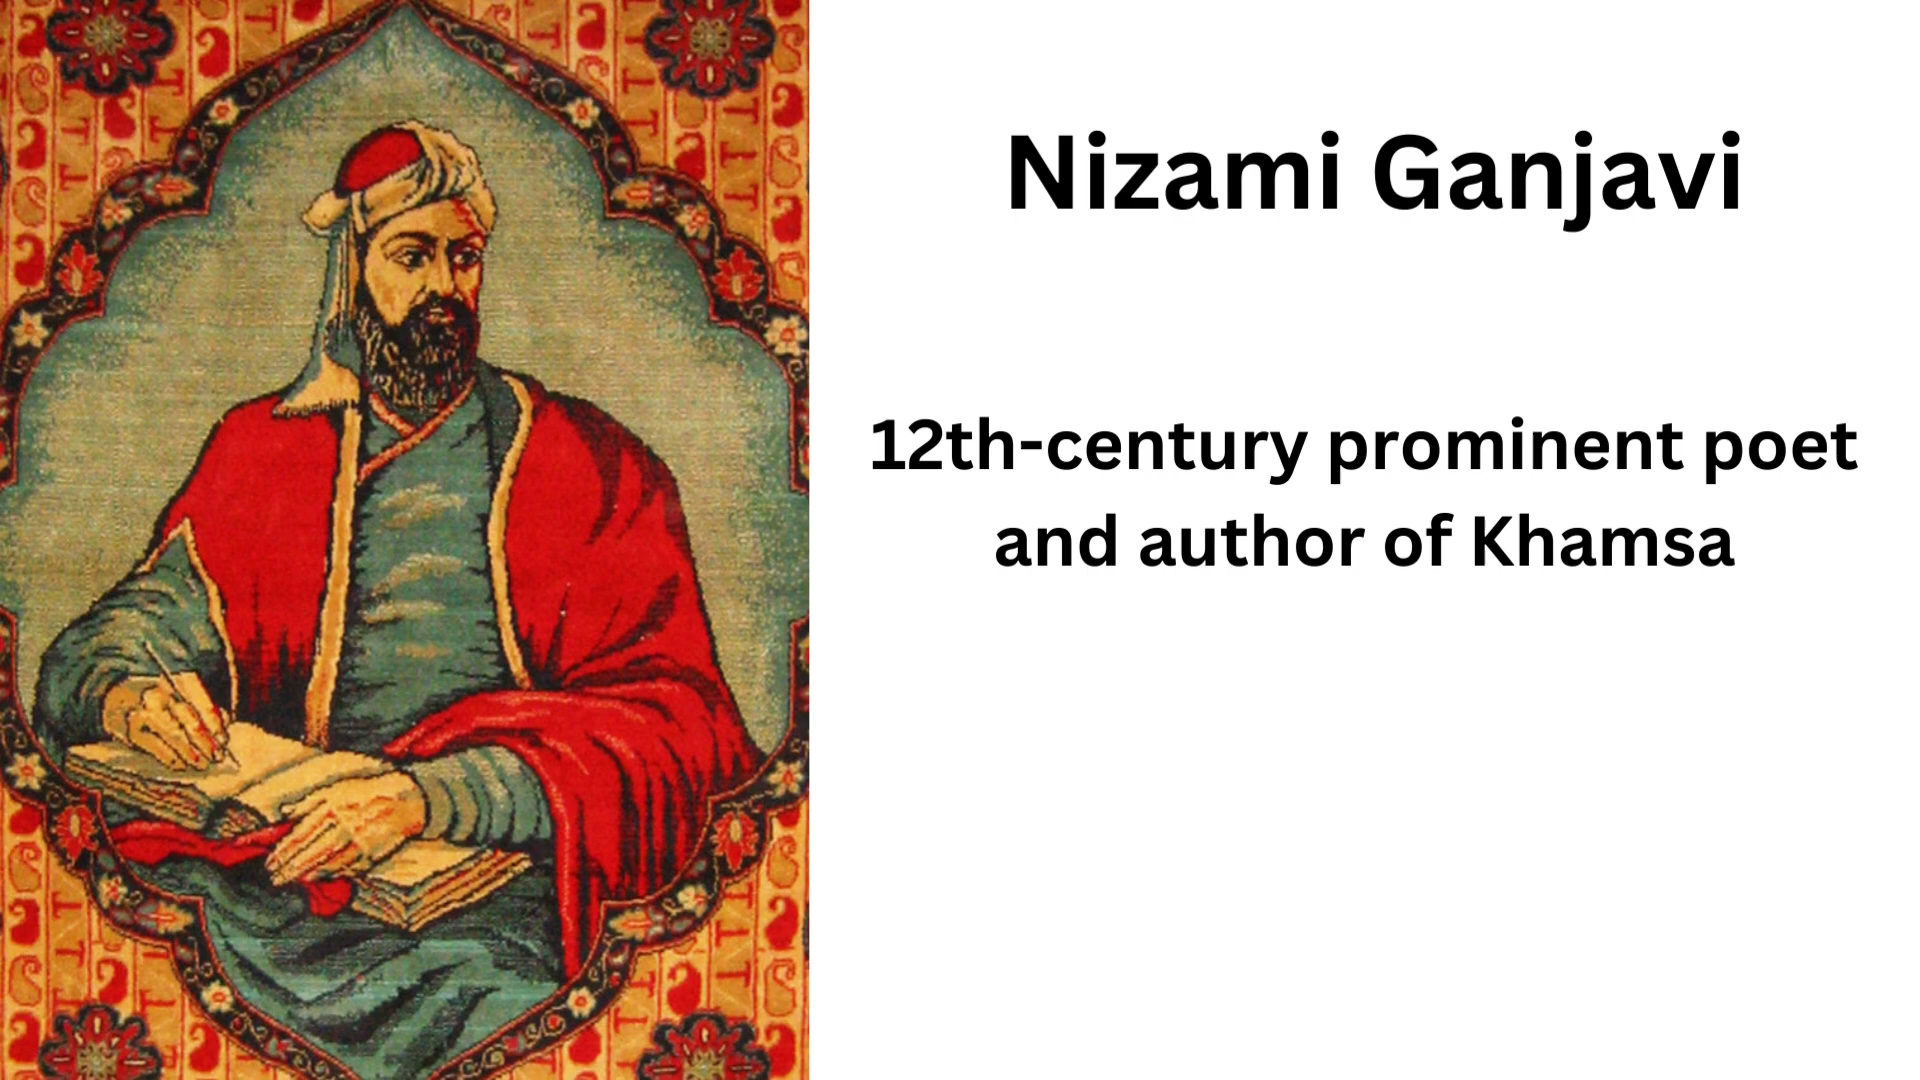 Nizami Ganjavi
12th-century prominent poet
and author of Khamsa